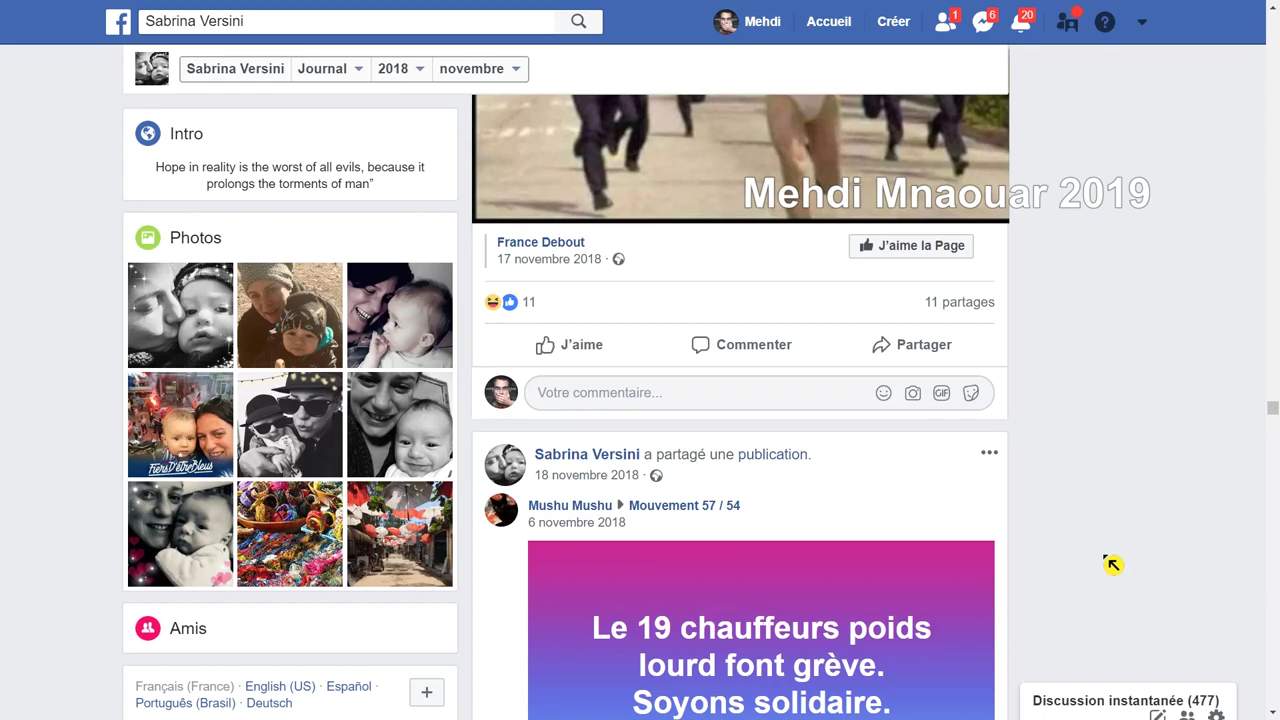 Sabrina Versini
Mehdi
Accueil
Créer
1
6
20
Sabrina Versini
Journal
2018
novembre
Intro
Hope in reality is the worst of all evils, because it
prolongs the torments of man”
Photos
FIERS D'ÊTRE BLEUS
Amis
Français (France) · English (US) · Español ·
Português (Brasil) · Deutsch
Mehdi Mnaouar 2019
France Debout
17 novembre 2018 ·
J’aime la Page
11
11 partages
J’aime
Commenter
Partager
Votre commentaire...
GIF
Sabrina Versini a partagé une publication.
18 novembre 2018 ·
Mushu Mushu Mouvement 57 / 54
6 novembre 2018
Le 19 chauffeurs poids
lourd font grève.
Soyons solidaire.
Discussion instantanée (477)